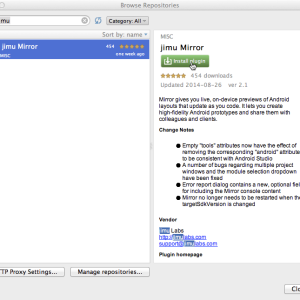 Browse Repositories
imu
Category: All
Sort by: name
jimu Mirror
454
MISC
one week ago
MISC
jimu Mirror
Install plugin
454 downloads
Updated 2014-08-26 ver 2.1
Mirror gives you live, on-device previews of Android
layouts that update as you code. It lets you create
high-fidelity Android prototypes and share them with
colleagues and clients.
Change Notes
Empty "tools" attributes now have the effect of
removing the corresponding "android" attribute
to be consistent with Android Studio
A number of bugs regarding multiple project
windows and the module selection dropdown
have been fixed
Error report dialog contains a new, optional field
for including the Mirror console content
Mirror no longer needs to be restarted when the
targetSdkVersion is changed
Vendor
jimu Labs
http://jimulabs.com
support@jimulabs.com
Plugin homepage
TTP Proxy Settings...
Manage repositories...
Clo